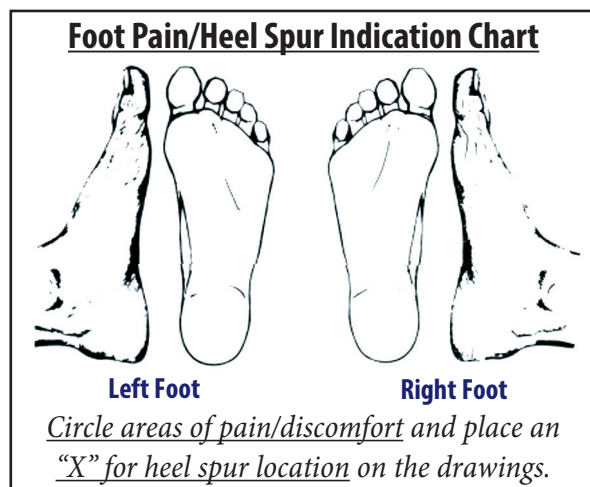 Foot Pain/Heel Spur Indication Chart
Left Foot
Right Foot
Circle areas of pain/discomfort and place an
“X” for heel spur location on the drawings.